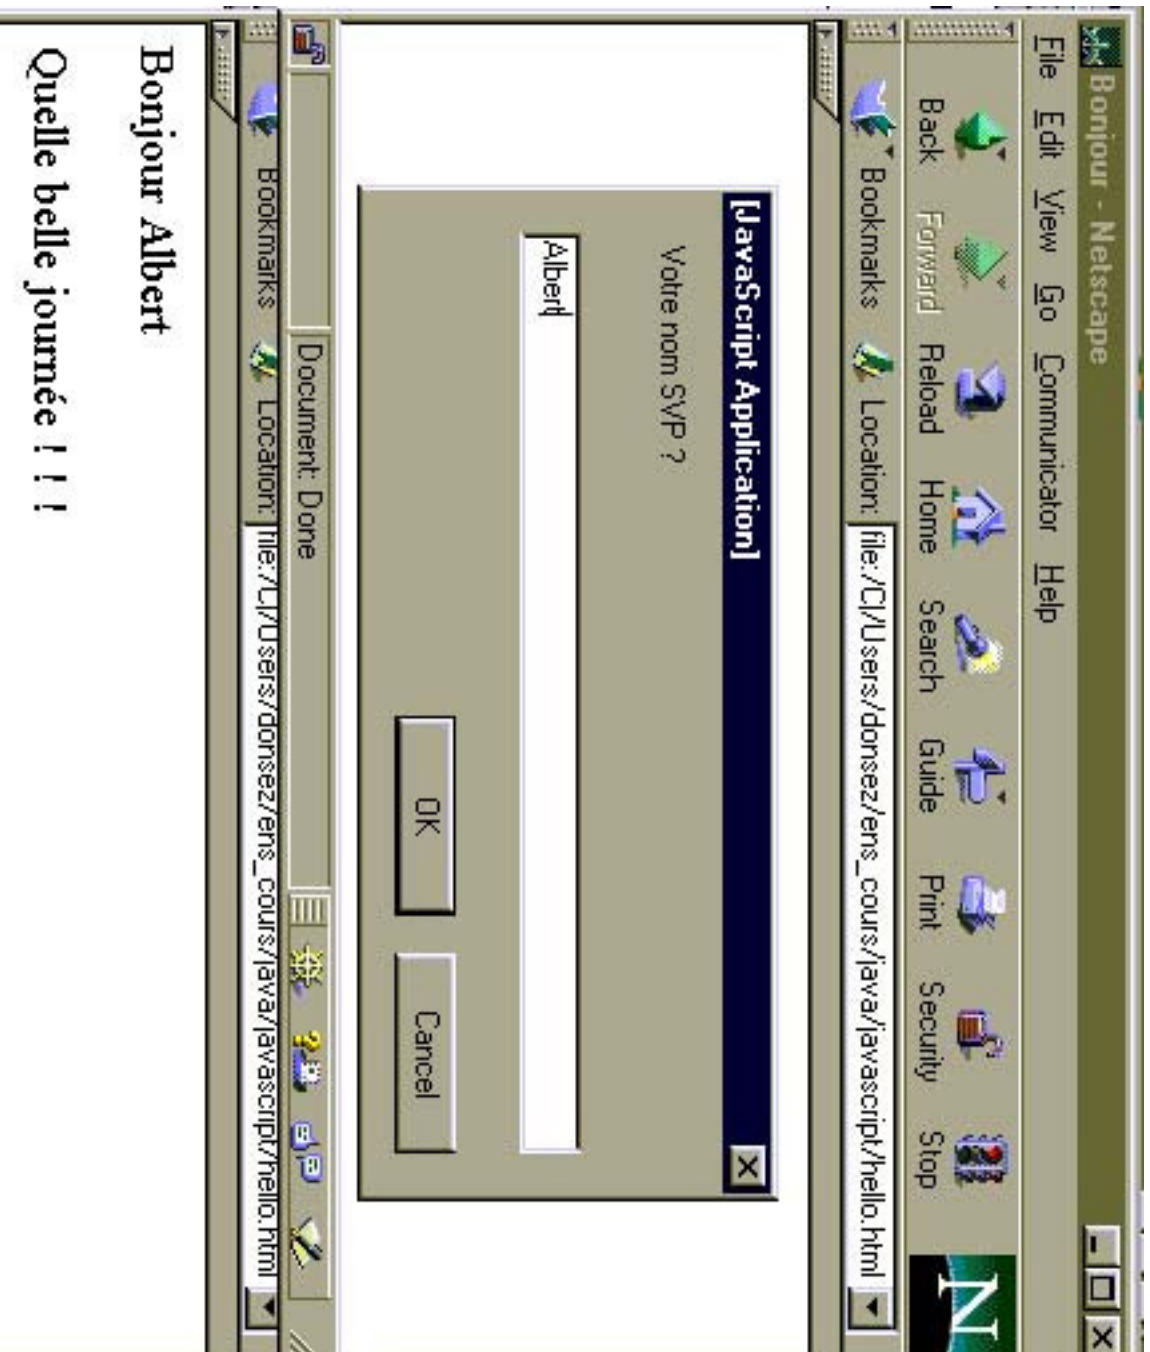 Bonjour - Netscape
File Edit View Go Communicator Help
Back Forward Reload Home Search Guide Print Security Stop
N
Bookmarks Location: file:/C|/Users/donsez/ens_cours/java/javascript/hello.html
[JavaScript Application]
Votre nom SVP ?
Albert
OK Cancel
Document: Done
Bookmarks Location: file:/C|/Users/donsez/ens_cours/java/javascript/hello.html
Bonjour Albert
Quelle belle journée ! ! !